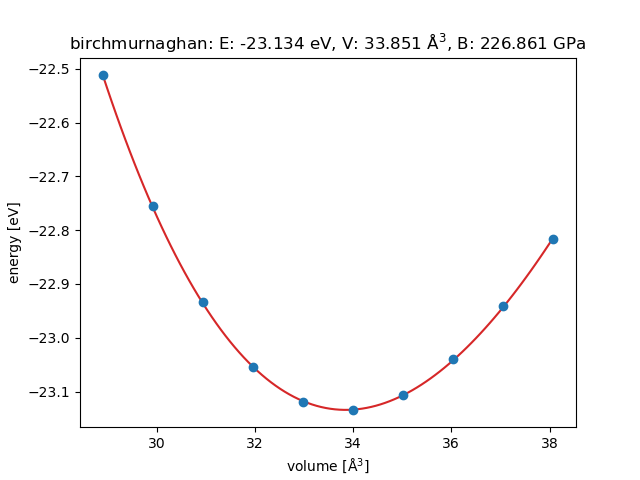 birchmurnaghan: E: -23.134 eV, V: 33.851 Å³, B: 226.861 GPa
energy [eV]
−22.5
−22.6
−22.7
−22.8
−22.9
−23.0
−23.1
30 32 34 36 38
volume [Å³]